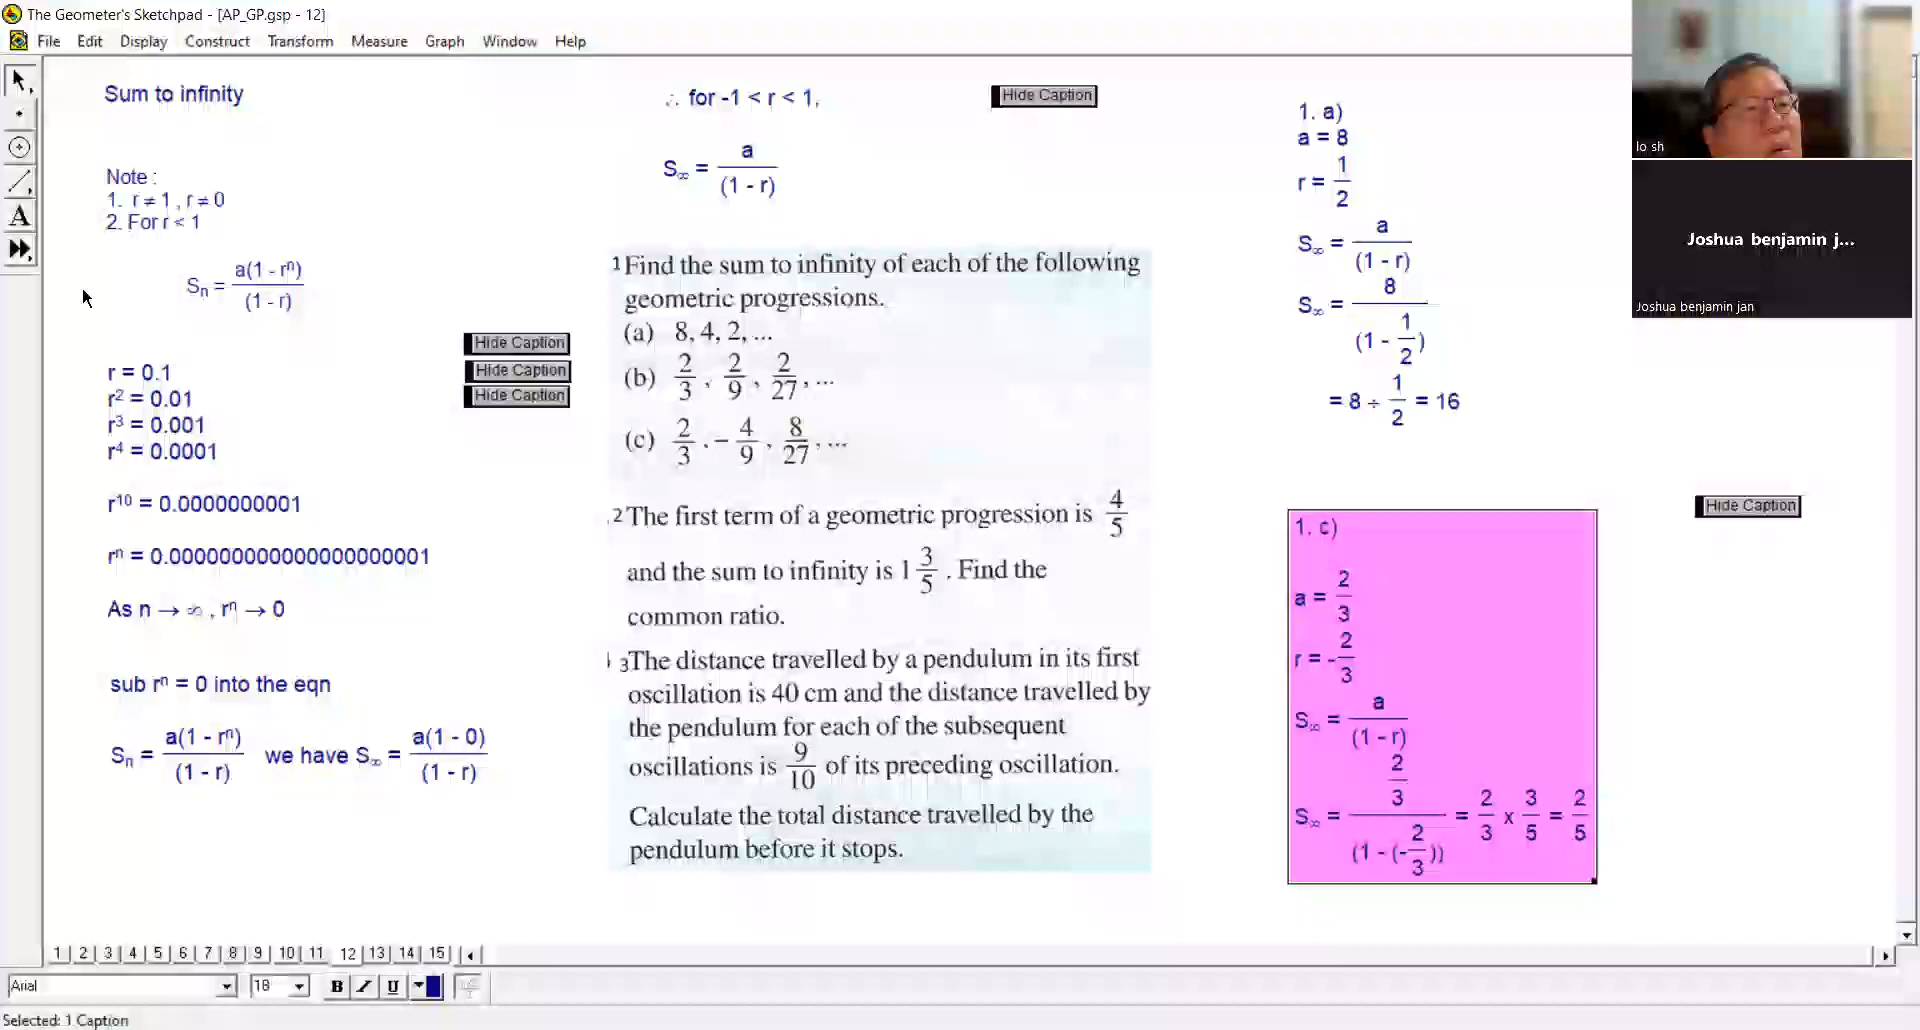 The Geometer's Sketchpad - [AP_GP.gsp - 12]
File Edit Display Construct Transform Measure Graph Window Help
Sum to infinity
Note :
1. r ≠ 1 , r ≠ 0
2. For r < 1
Sₙ = a(1 - rⁿ) / (1 - r)
Hide Caption
Hide Caption
Hide Caption
r = 0.1
r² = 0.01
r³ = 0.001
r⁴ = 0.0001
r¹⁰ = 0.0000000001
rⁿ = 0.000000000000000000001
As n → ∞ , rⁿ → 0
sub rⁿ = 0 into the eqn
Sₙ = a(1 - rⁿ) / (1 - r) we have S∞ = a(1 - 0) / (1 - r)
∴ for -1 < r < 1,
Hide Caption
S∞ = a / (1 - r)
1 Find the sum to infinity of each of the following
geometric progressions.
(a) 8, 4, 2, ...
(b) 2/3, 2/9, 2/27, ...
(c) 2/3, - 4/9, 8/27, ...
2 The first term of a geometric progression is 4/5
and the sum to infinity is 1 3/5 . Find the
common ratio.
3 The distance travelled by a pendulum in its first
oscillation is 40 cm and the distance travelled by
the pendulum for each of the subsequent
oscillations is 9/10 of its preceding oscillation.
Calculate the total distance travelled by the
pendulum before it stops.
1. a)
a = 8
r = 1/2
S∞ = a / (1 - r)
S∞ = 8 / (1 - 1/2)
= 8 ÷ 1/2 = 16
Hide Caption
1. c)
a = 2/3
r = - 2/3
S∞ = a / (1 - r)
S∞ = 2/3 / (1 - (- 2/3)) = 2/3 x 3/5 = 2/5
lo sh
Joshua benjamin j...
Joshua benjamin jan
1 2 3 4 5 6 7 8 9 10 11 12 13 14 15
Arial 18 B I U
Selected: 1 Caption